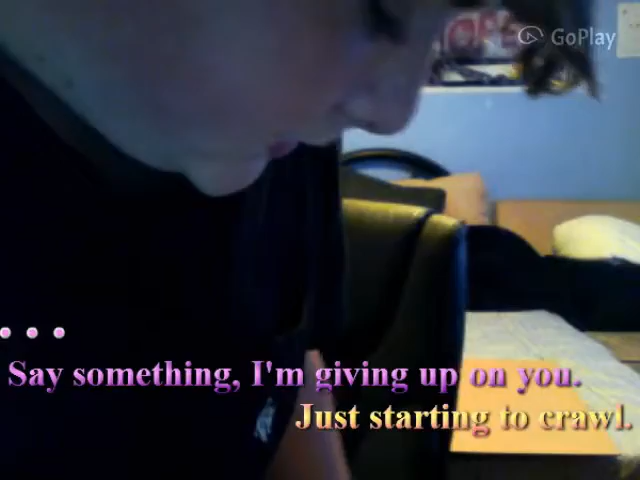 GoPlay
. . .
Say something, I'm giving up on you.
Just starting to crawl.